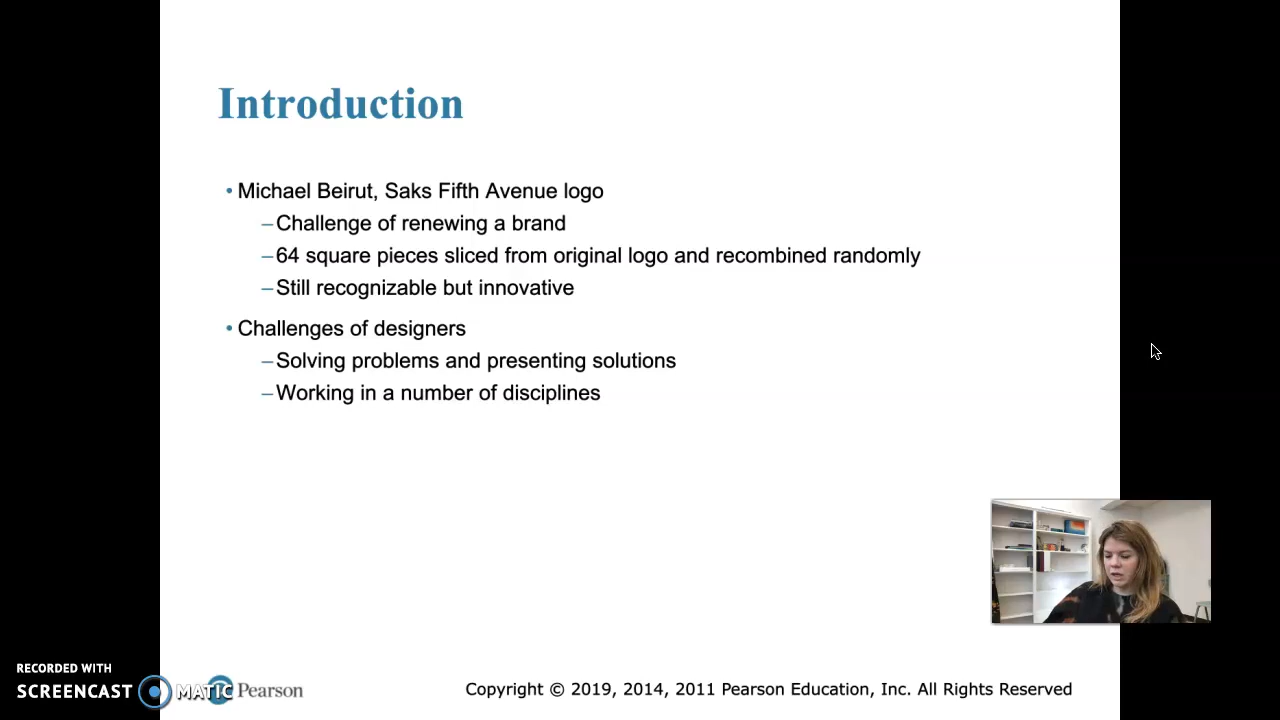 Introduction
• Michael Beirut, Saks Fifth Avenue logo
–Challenge of renewing a brand
–64 square pieces sliced from original logo and recombined randomly
–Still recognizable but innovative
• Challenges of designers
–Solving problems and presenting solutions
–Working in a number of disciplines
RECORDED WITH
SCREENCAST MATIC
Pearson
Copyright © 2019, 2014, 2011 Pearson Education, Inc. All Rights Reserved